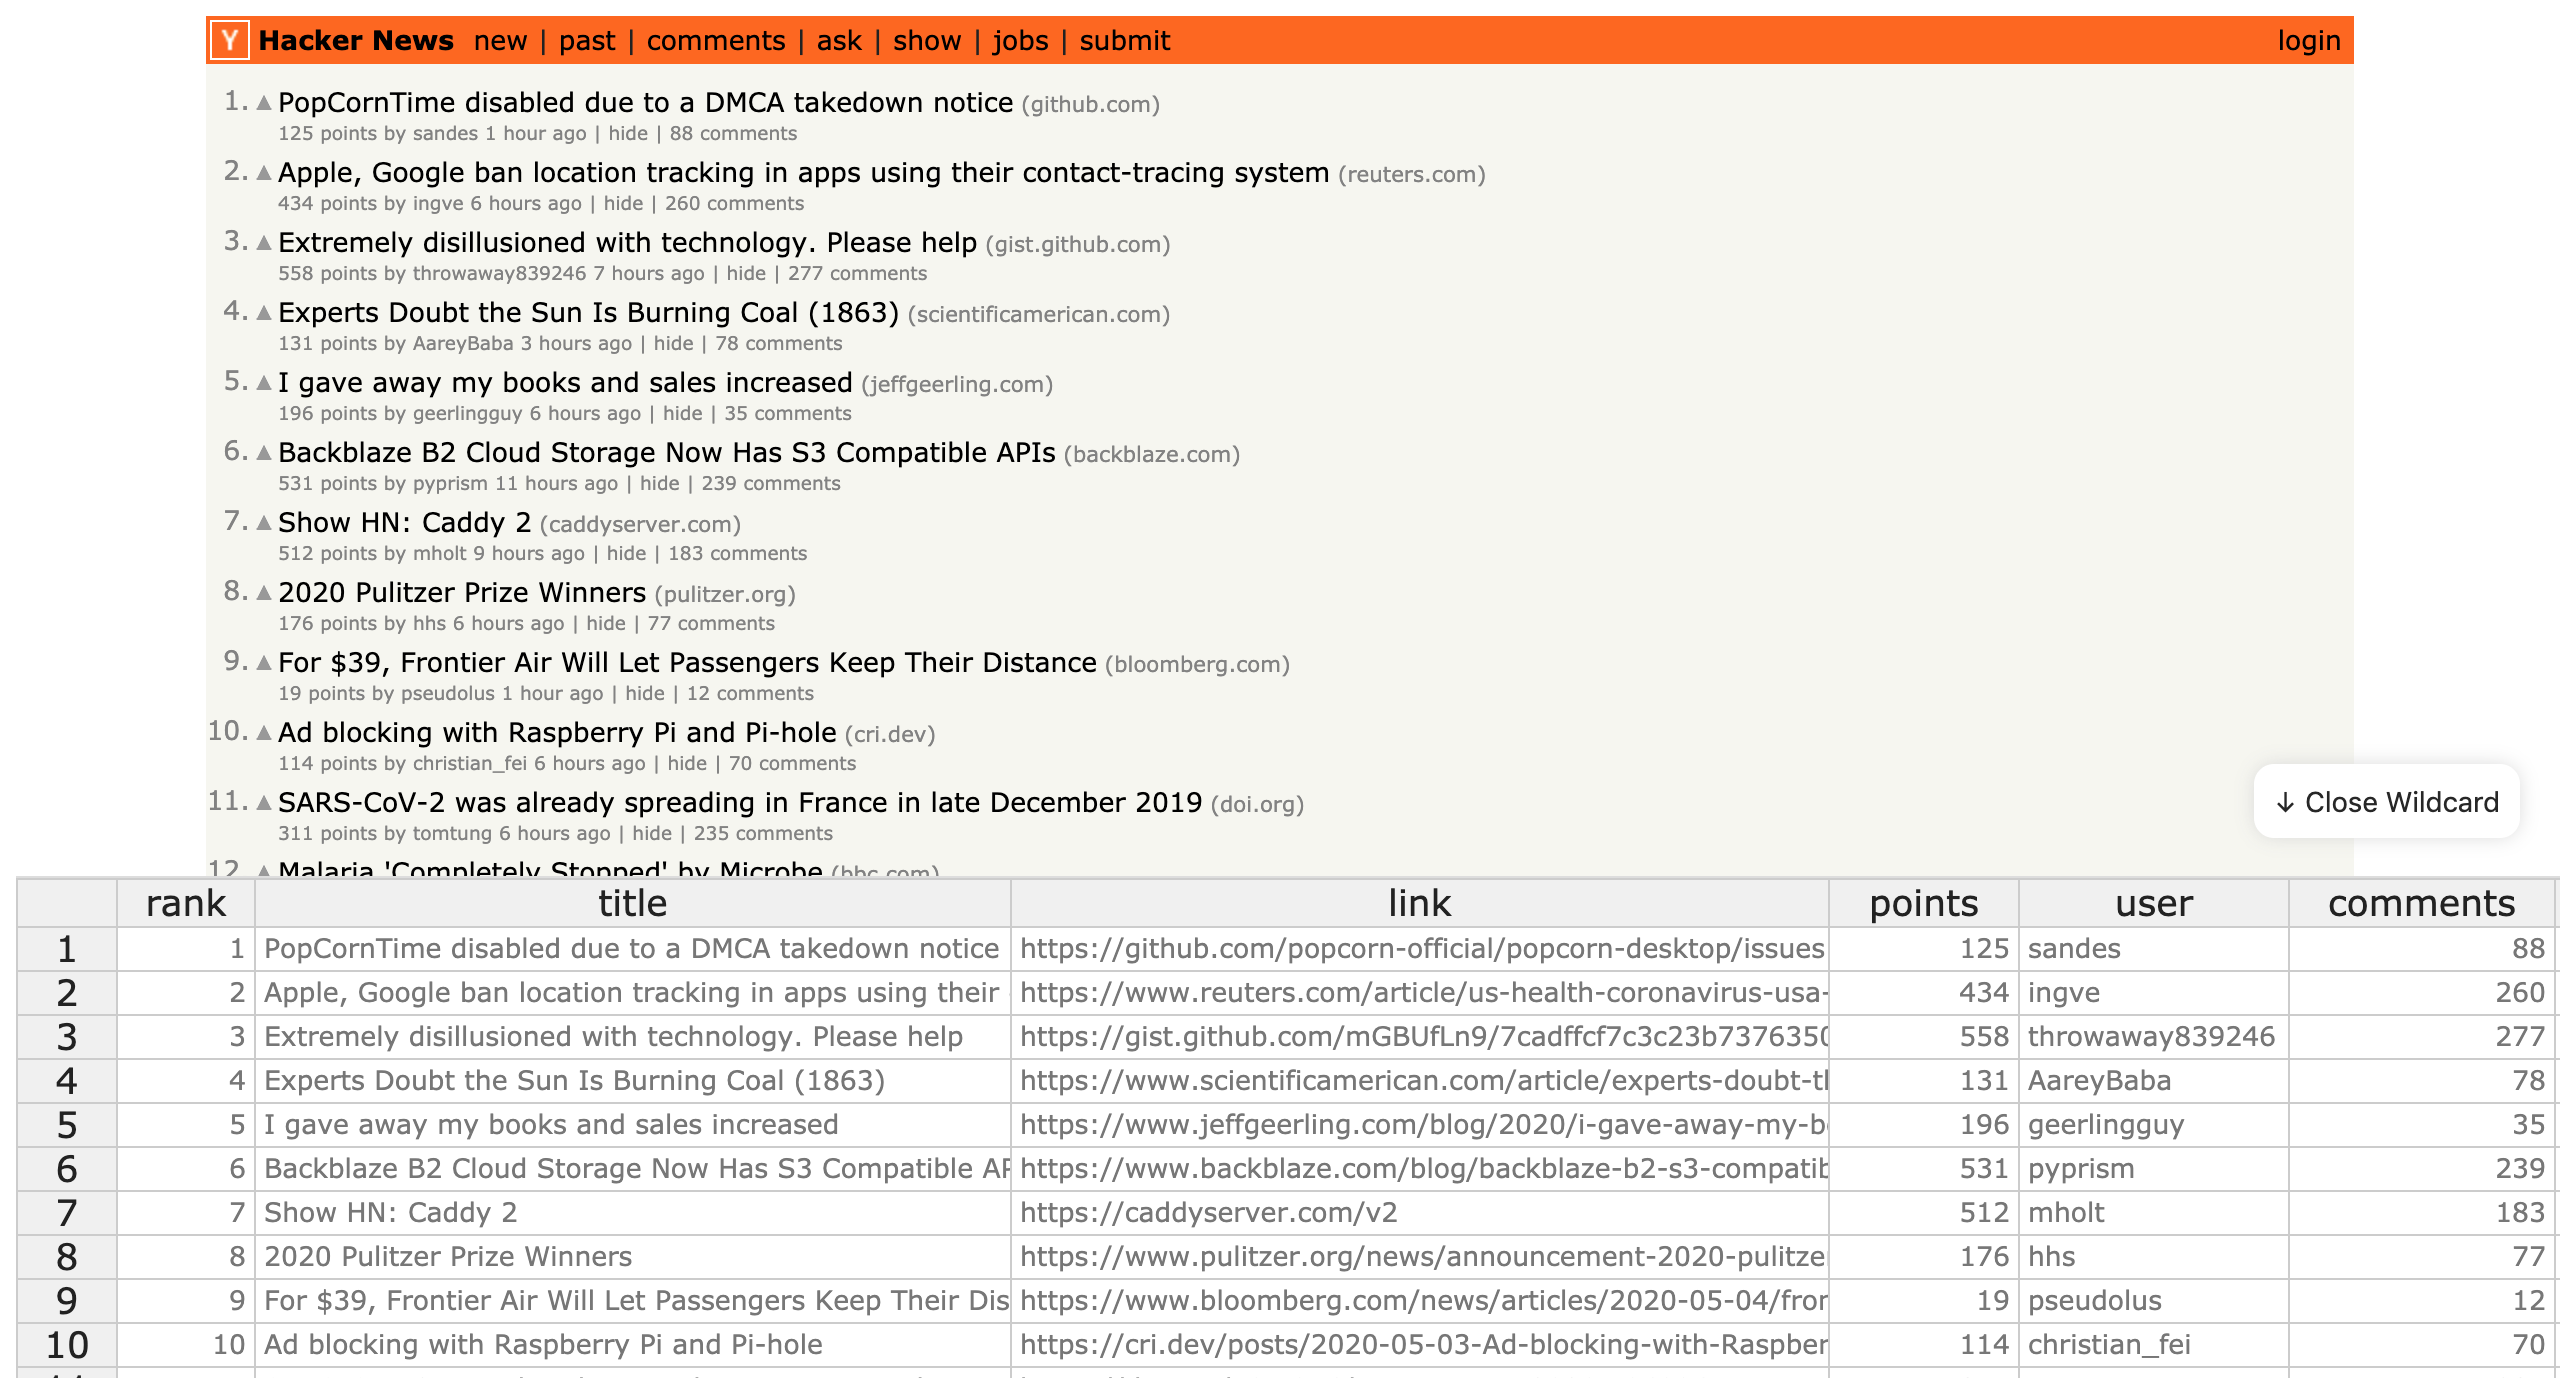 Y Hacker News new | past | comments | ask | show | jobs | submit login
1. ▲ PopCornTime disabled due to a DMCA takedown notice (github.com)
125 points by sandes 1 hour ago | hide | 88 comments
2. ▲ Apple, Google ban location tracking in apps using their contact-tracing system (reuters.com)
434 points by ingve 6 hours ago | hide | 260 comments
3. ▲ Extremely disillusioned with technology. Please help (gist.github.com)
558 points by throwaway839246 7 hours ago | hide | 277 comments
4. ▲ Experts Doubt the Sun Is Burning Coal (1863) (scientificamerican.com)
131 points by AareyBaba 3 hours ago | hide | 78 comments
5. ▲ I gave away my books and sales increased (jeffgeerling.com)
196 points by geerlingguy 6 hours ago | hide | 35 comments
6. ▲ Backblaze B2 Cloud Storage Now Has S3 Compatible APIs (backblaze.com)
531 points by pyprism 11 hours ago | hide | 239 comments
7. ▲ Show HN: Caddy 2 (caddyserver.com)
512 points by mholt 9 hours ago | hide | 183 comments
8. ▲ 2020 Pulitzer Prize Winners (pulitzer.org)
176 points by hhs 6 hours ago | hide | 77 comments
9. ▲ For $39, Frontier Air Will Let Passengers Keep Their Distance (bloomberg.com)
19 points by pseudolus 1 hour ago | hide | 12 comments
10. ▲ Ad blocking with Raspberry Pi and Pi-hole (cri.dev)
114 points by christian_fei 6 hours ago | hide | 70 comments
11. ▲ SARS-CoV-2 was already spreading in France in late December 2019 (doi.org)
↓ Close Wildcard
311 points by tomtung 6 hours ago | hide | 235 comments
12. ▲ Malaria 'Completely Stopped' by Microbe (bbc.com)
rank title link points user comments
1 1 PopCornTime disabled due to a DMCA takedown notice https://github.com/popcorn-official/popcorn-desktop/issues 125 sandes 88
2 2 Apple, Google ban location tracking in apps using their https://www.reuters.com/article/us-health-coronavirus-usa- 434 ingve 260
3 3 Extremely disillusioned with technology. Please help https://gist.github.com/mGBUfLn9/7cadffcf7c3c23b7376350 558 throwaway839246 277
4 4 Experts Doubt the Sun Is Burning Coal (1863) https://www.scientificamerican.com/article/experts-doubt-t 131 AareyBaba 78
5 5 I gave away my books and sales increased https://www.jeffgeerling.com/blog/2020/i-gave-away-my-b 196 geerlingguy 35
6 6 Backblaze B2 Cloud Storage Now Has S3 Compatible AP https://www.backblaze.com/blog/backblaze-b2-s3-compatib 531 pyprism 239
7 7 Show HN: Caddy 2 https://caddyserver.com/v2 512 mholt 183
8 8 2020 Pulitzer Prize Winners https://www.pulitzer.org/news/announcement-2020-pulitze 176 hhs 77
9 9 For $39, Frontier Air Will Let Passengers Keep Their Dis https://www.bloomberg.com/news/articles/2020-05-04/fror 19 pseudolus 12
10 10 Ad blocking with Raspberry Pi and Pi-hole https://cri.dev/posts/2020-05-03-Ad-blocking-with-Raspber 114 christian_fei 70